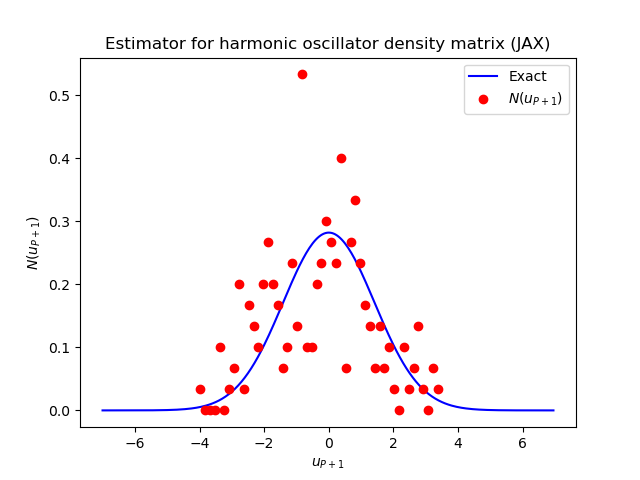 Estimator for harmonic oscillator density matrix (JAX)
Exact
N(u_{P+1})
N(u_{P+1})
0.5
0.4
0.3
0.2
0.1
0.0
−6 −4 −2 0 2 4 6
u_{P+1}